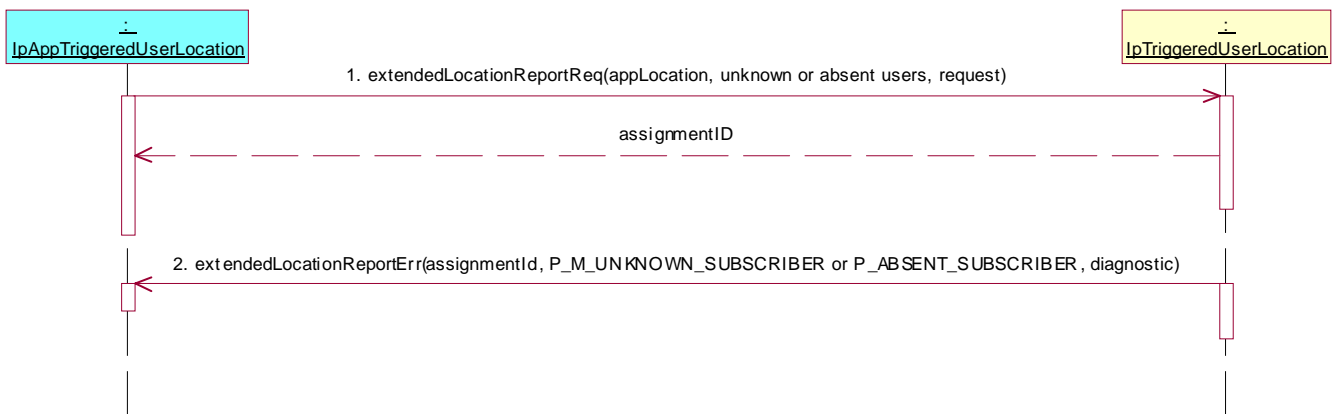 :
IpAppTriggeredUserLocation
:
IpTriggeredUserLocation
1. extendedLocationReportReq(appLocation, unknown or absent users, request)
assignmentID
2. extendedLocationReportErr(assignmentId, P_M_UNKNOWN_SUBSCRIBER or P_ABSENT_SUBSCRIBER, diagnostic)